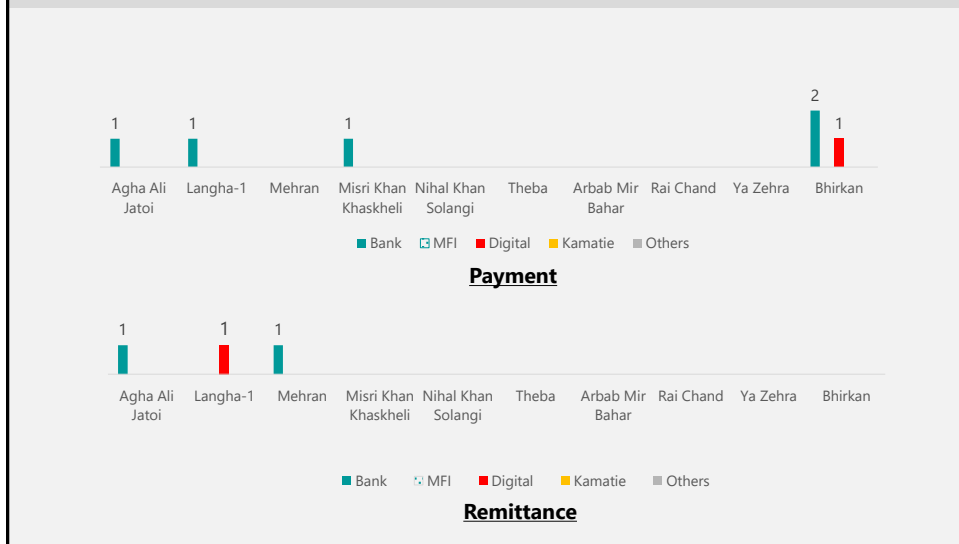 2
1 1 1 1
Agha Ali Langha-1 Mehran Misri Khan Nihal Khan Theba Arbab Mir Rai Chand Ya Zehra Bhirkan
Jatoi Khaskheli Solangi Bahar
Bank MFI Digital Kamatie Others
Payment
1 1 1
Agha Ali Langha-1 Mehran Misri Khan Nihal Khan Theba Arbab Mir Rai Chand Ya Zehra Bhirkan
Jatoi Khaskheli Solangi Bahar
Bank MFI Digital Kamatie Others
Remittance